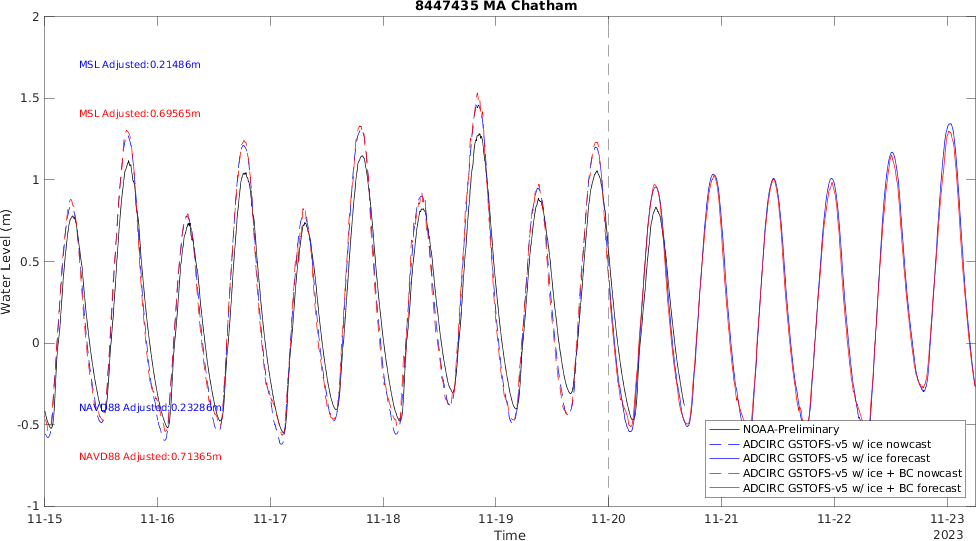 8447435 MA Chatham
2
MSL Adjusted:0.21486m
1.5
MSL Adjusted:0.69565m
1
0.5
Water Level (m)
0
NAVD88 Adjusted:0.23286m
-0.5
NAVD88 Adjusted:0.71365m
NOAA-Preliminary
ADCIRC GSTOFS-v5 w/ ice nowcast
ADCIRC GSTOFS-v5 w/ ice forecast
ADCIRC GSTOFS-v5 w/ ice + BC nowcast
ADCIRC GSTOFS-v5 w/ ice + BC forecast
-1
11-15 11-16 11-17 11-18 11-19 11-20 11-21 11-22 11-23
Time 2023